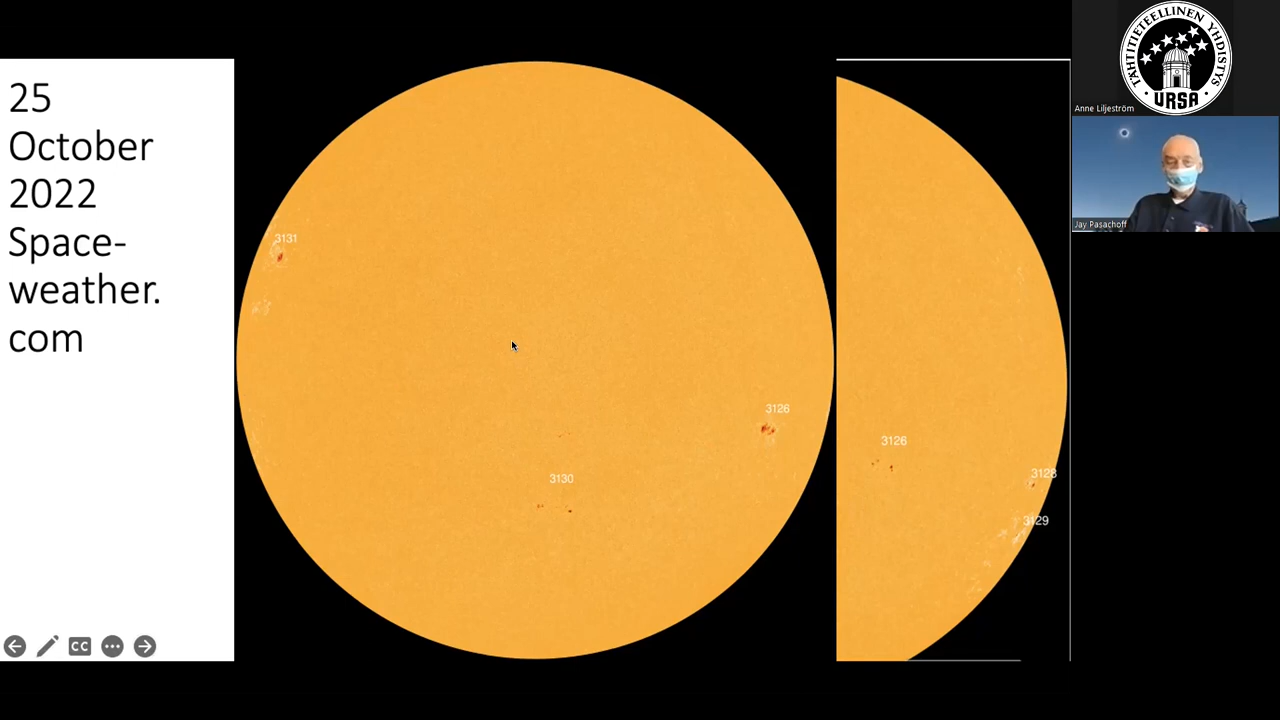 25
October
2022
Space-
weather.
com
3131
3126
3130
3126
3128
3129
CC
TÄHTITIETEELLINEN YHDISTYS
URSA
Anne Liljeström
Jay Pasachoff